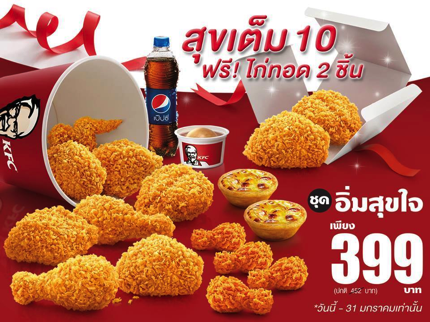 สุขเต็ม 10
ฟรี! ไก่ทอด 2 ชิ้น
เป๊ปซี่
KFC
KFC
ชุด อิ่มสุขใจ
เพียง
399
(ปกติ 452 บาท) บาท
*วันนี้ - 31 มกราคมเท่านั้น